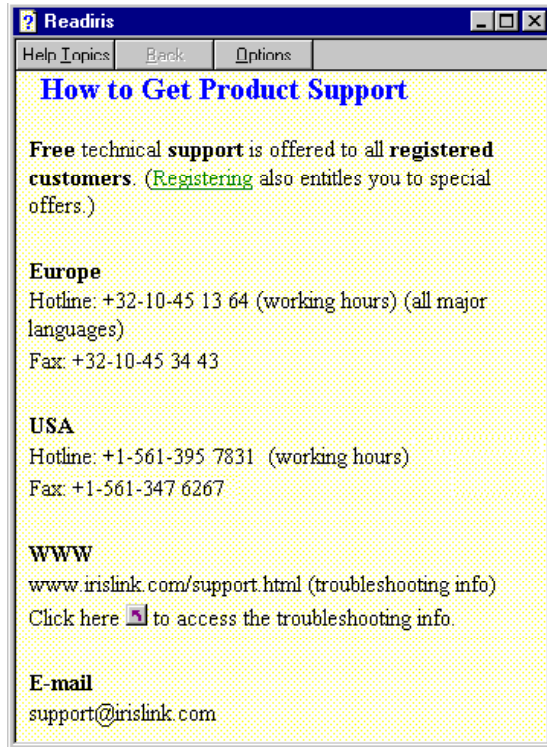 Readiris
Help Topics Back Options
How to Get Product Support
Free technical support is offered to all registered
customers. (Registering also entitles you to special
offers.)
Europe
Hotline: +32-10-45 13 64 (working hours) (all major
languages)
Fax: +32-10-45 34 43
USA
Hotline: +1-561-395 7831 (working hours)
Fax: +1-561-347 6267
WWW
www.irislink.com/support.html (troubleshooting info)
Click here to access the troubleshooting info.
E-mail
support@irislink.com